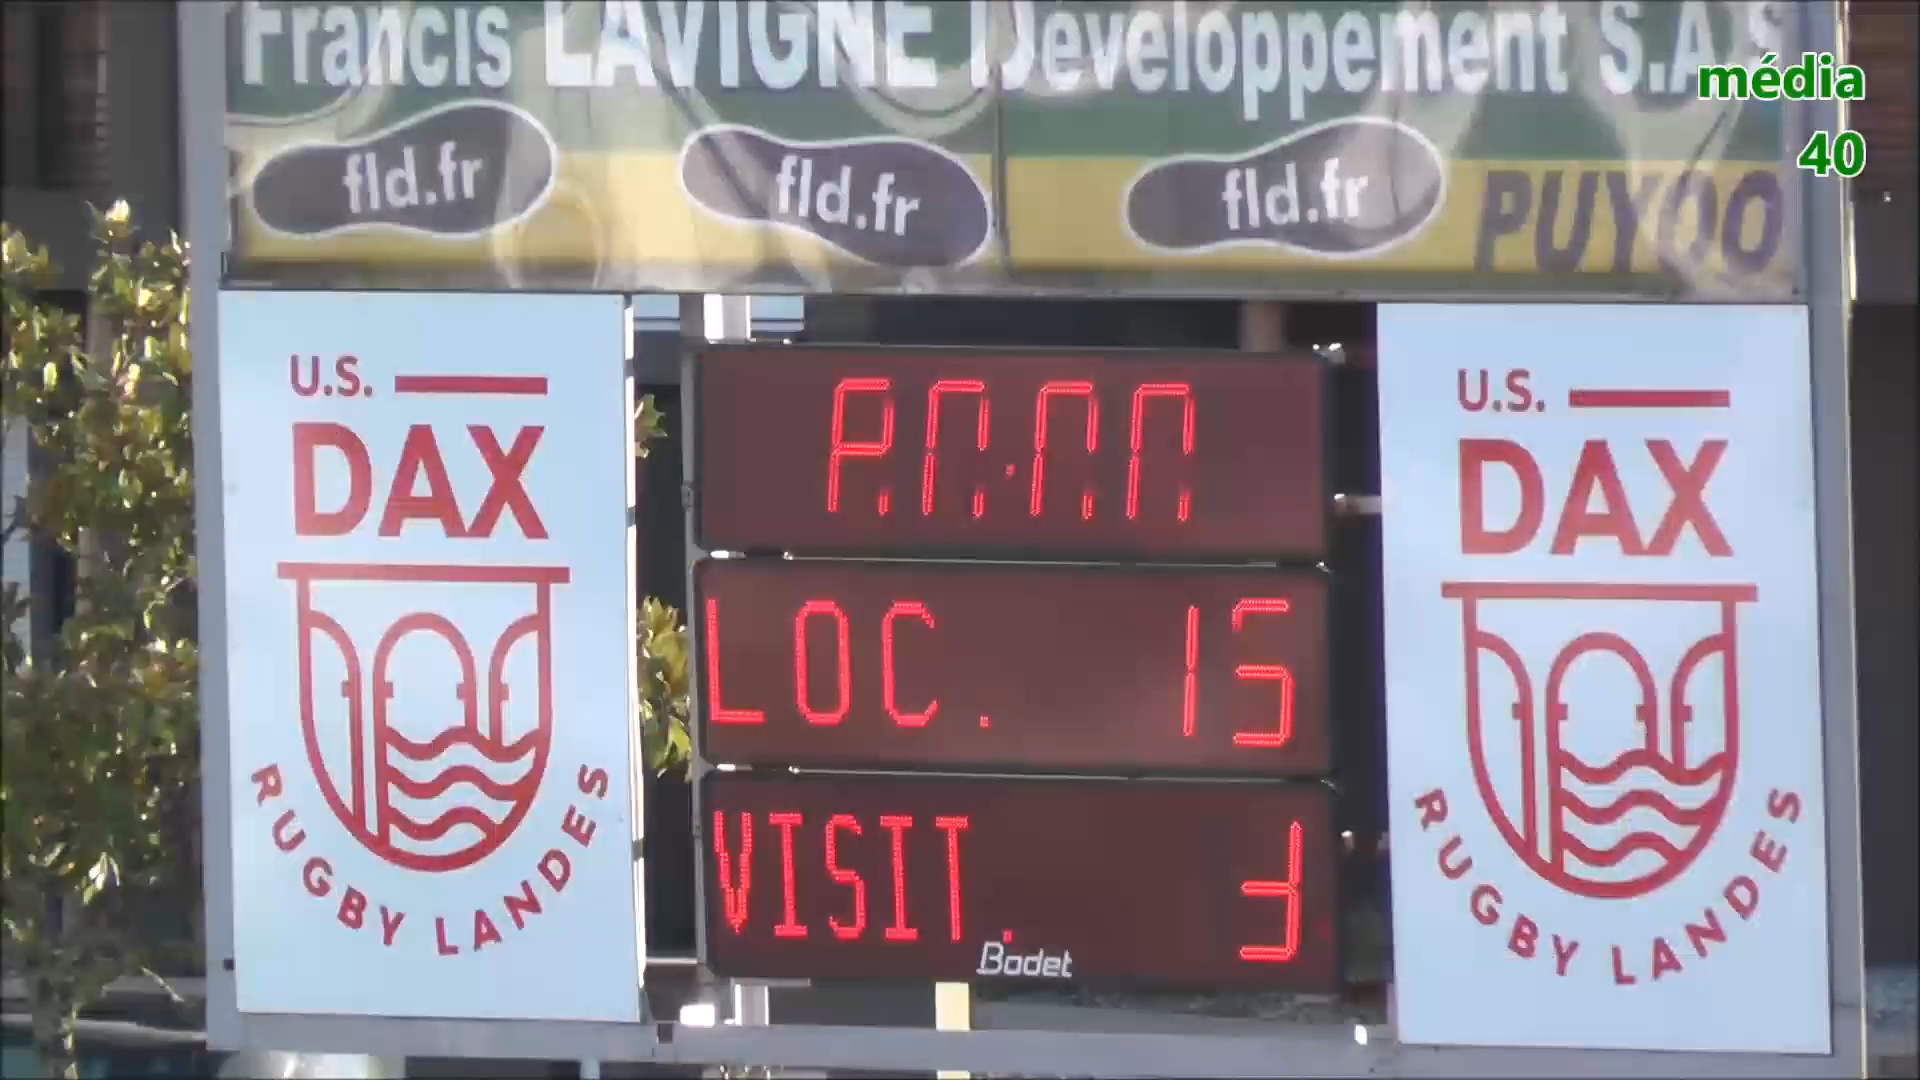 Francis LAVIGNE Développement S.A.S
média
40
fld.fr fld.fr fld.fr PUYOO
U.S.
DAX
RUGBY LANDES
LOC. 15
VISIT. 3
Bodet
U.S.
DAX
RUGBY LANDES